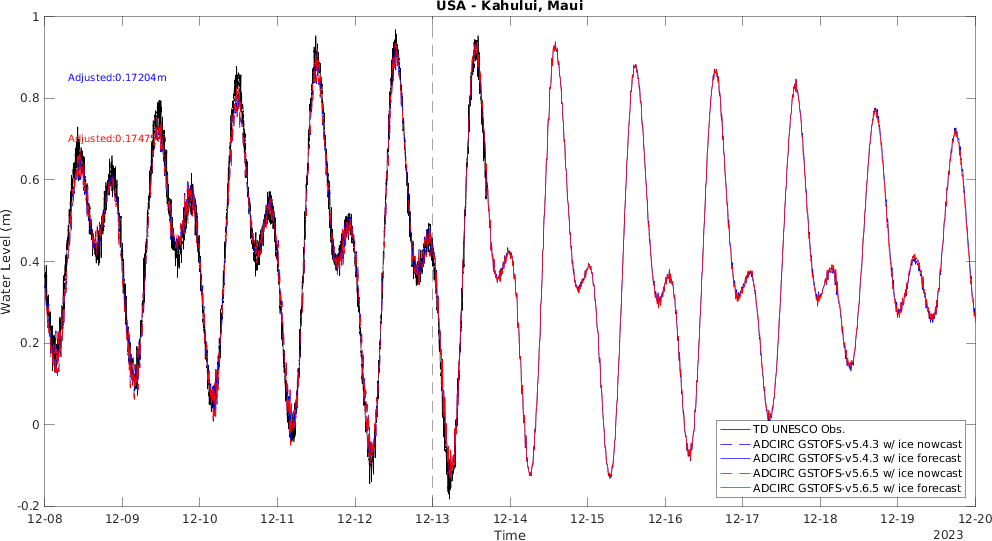 USA - Kahului, Maui
Water Level (m)
1
0.8
0.6
0.4
0.2
0
-0.2
Adjusted:0.17204m
Adjusted:0.1747
12-08 12-09 12-10 12-11 12-12 12-13 12-14 12-15 12-16 12-17 12-18 12-19 12-20
Time
2023
TD UNESCO Obs.
ADCIRC GSTOFS-v5.4.3 w/ ice nowcast
ADCIRC GSTOFS-v5.4.3 w/ ice forecast
ADCIRC GSTOFS-v5.6.5 w/ ice nowcast
ADCIRC GSTOFS-v5.6.5 w/ ice forecast